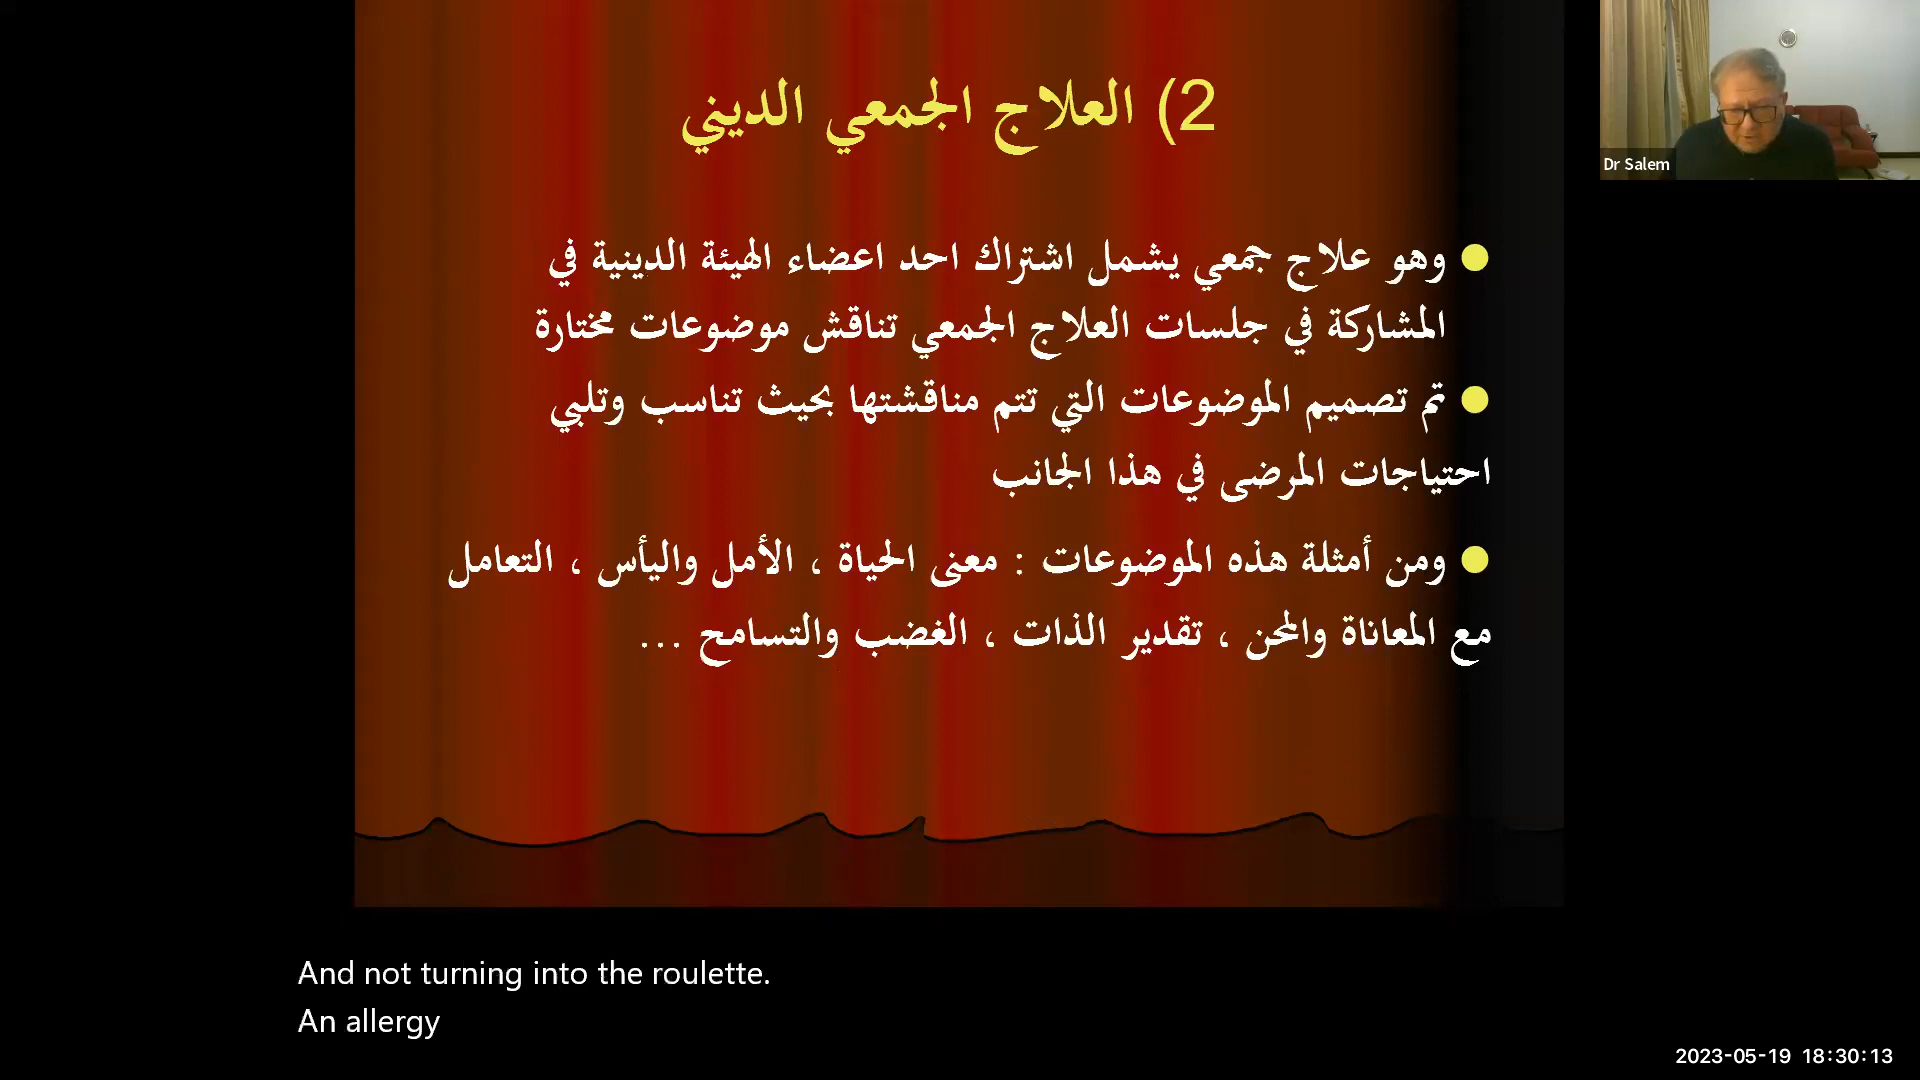 2) العلاج الجمعي الديني
وهو علاج جمعي يشمل اشتراك احد اعضاء الهيئة الدينية في
المشاركة في جلسات العلاج الجمعي تناقش موضوعات مختارة
تم تصميم الموضوعات التي تتم مناقشتها بحيث تناسب وتلبي
احتياجات المرضى في هذا الجانب
ومن أمثلة هذه الموضوعات : معنى الحياة ، الأمل واليأس ، التعامل
مع المعاناة والمحن ، تقدير الذات ، الغضب والتسامح ...
Dr Salem
And not turning into the roulette.
An allergy
2023-05-19 18:30:13